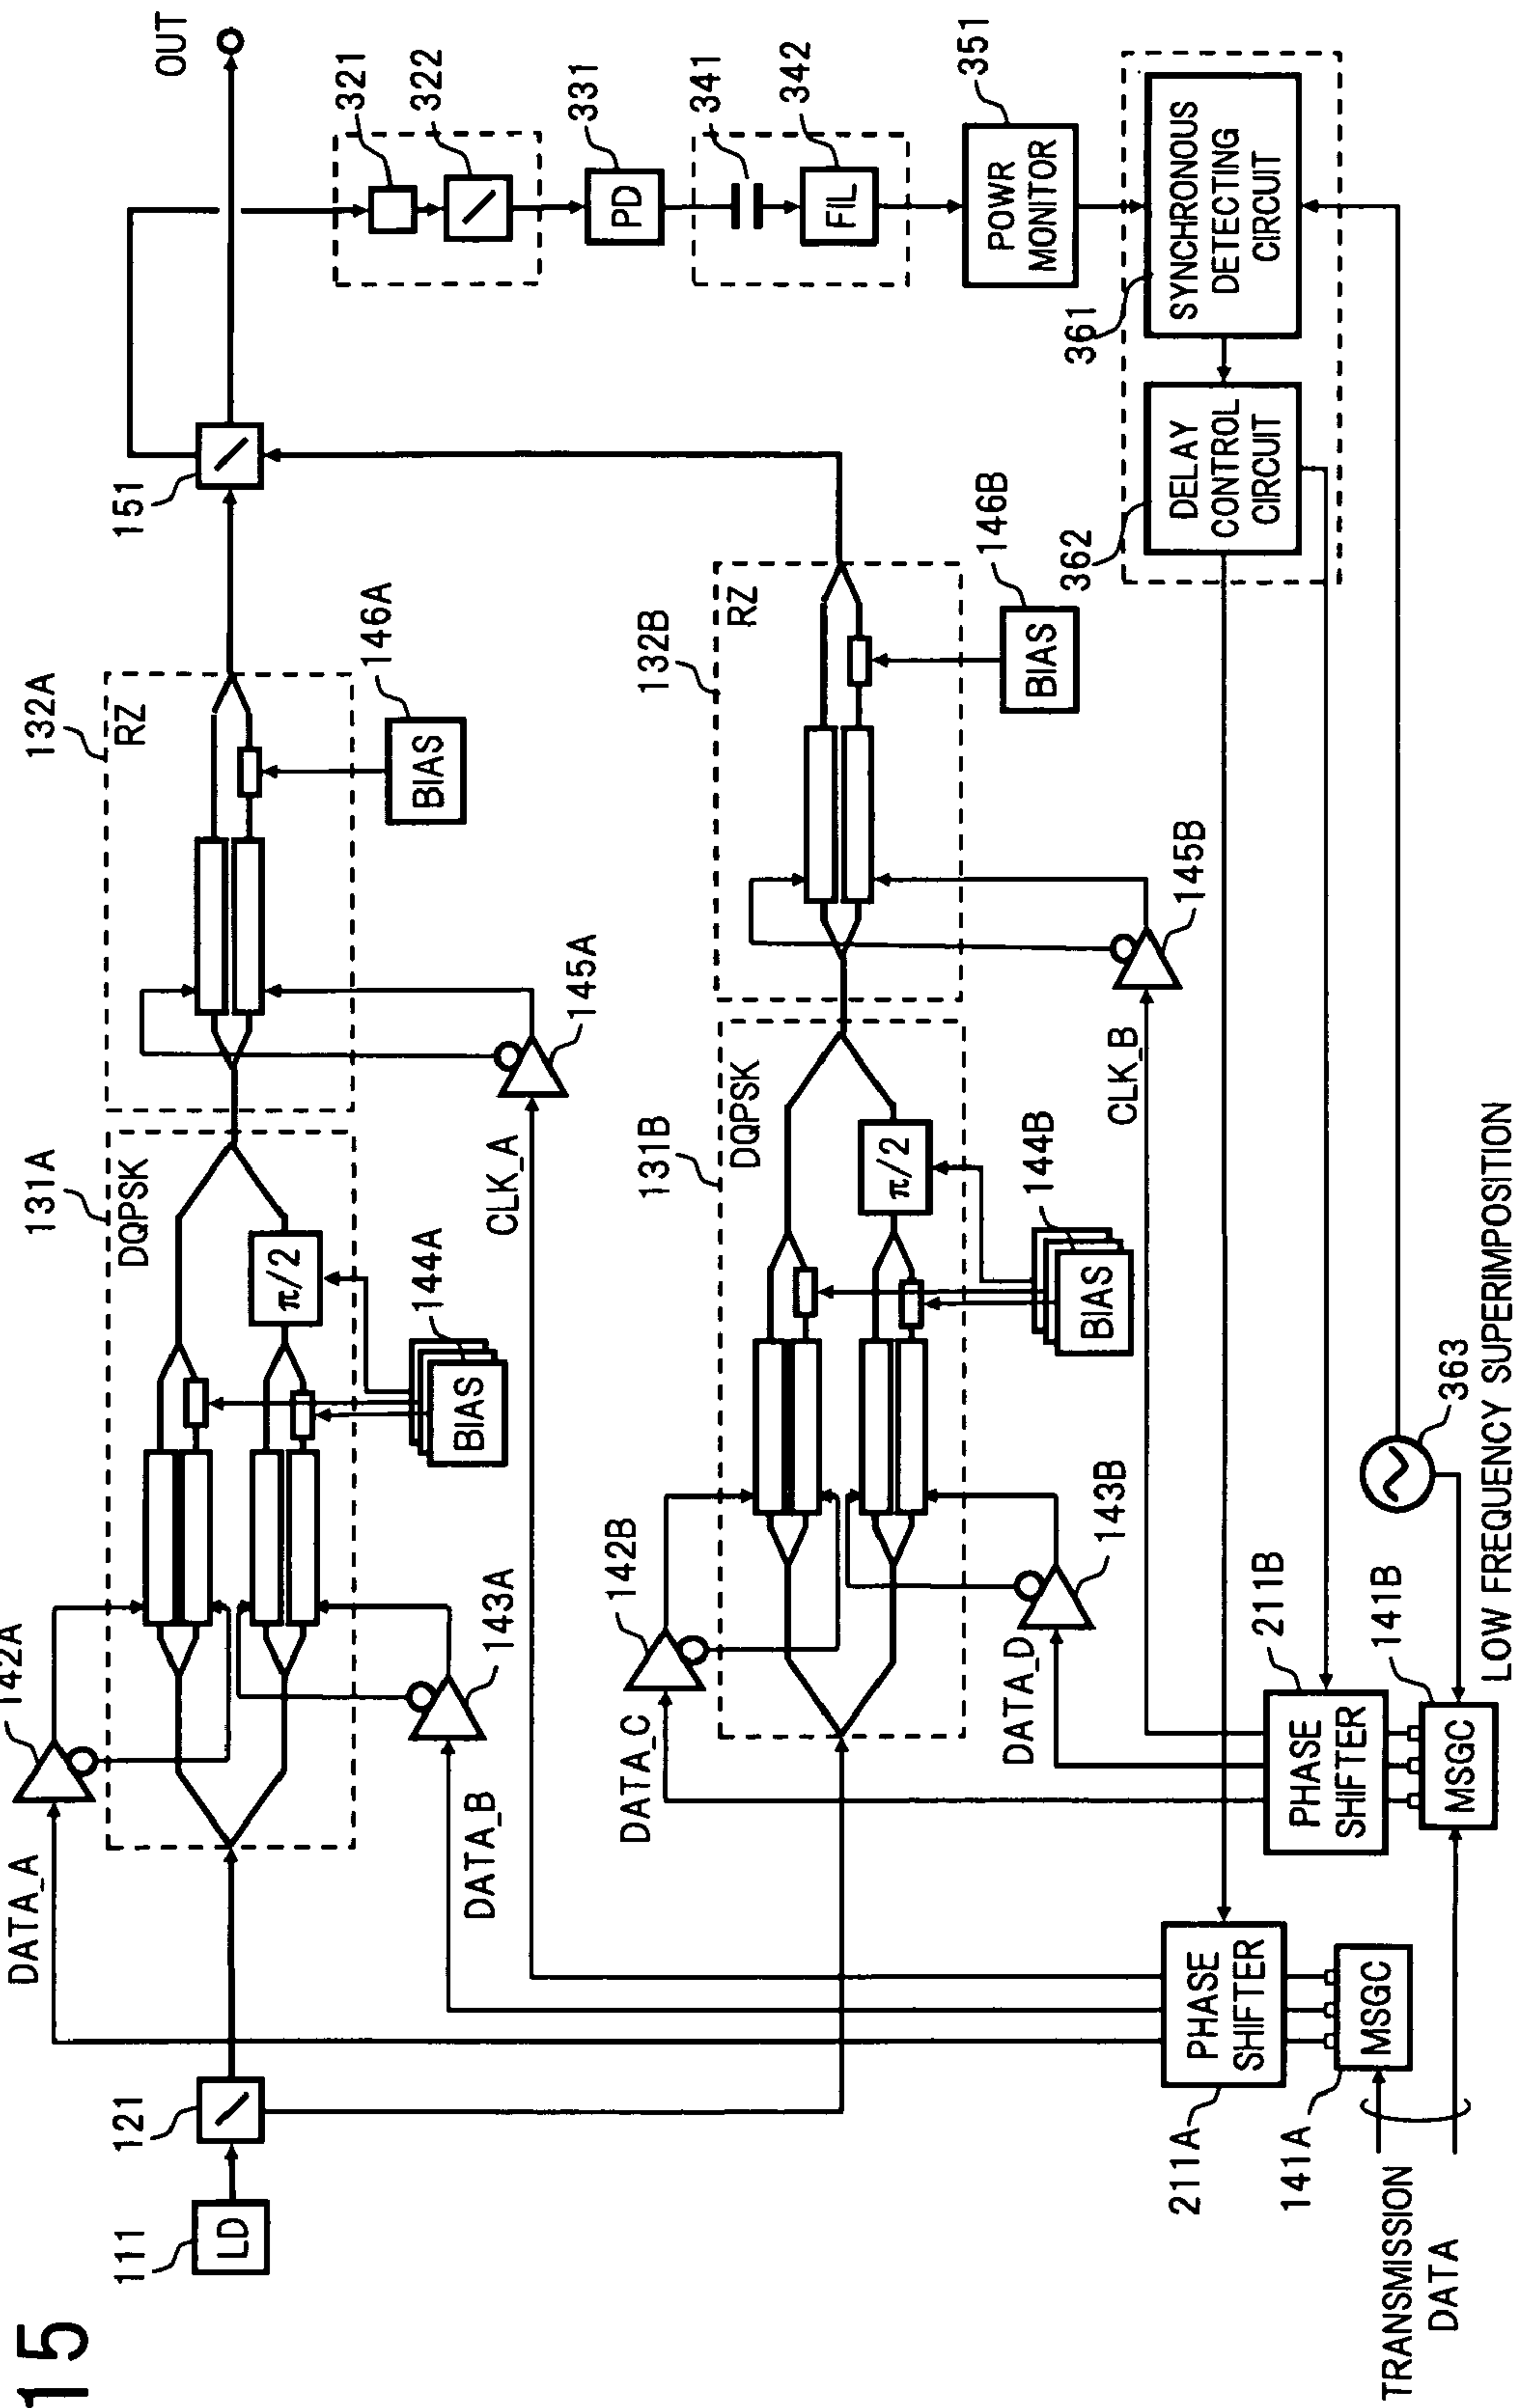 15
111
LD
121
DATA_A
142A
131A
DQPSK
π/2
132A
RZ
151
OUT
144A
BIAS
146A
BIAS
DATA_B
143A
CLK_A
145A
321
322
331
PD
341
342
FIL
351
POWR
MONITOR
DATA_C
142B
131B
DQPSK
π/2
132B
RZ
144B
BIAS
146B
BIAS
DATA_D
143B
CLK_B
145B
362
DELAY
CONTROL
CIRCUIT
361
SYNCHRONOUS
DETECTING
CIRCUIT
211A
PHASE
SHIFTER
141A
MSGC
211B
PHASE
SHIFTER
141B
MSGC
363
LOW FREQUENCY SUPERIMPOSITION
TRANSMISSION
DATA